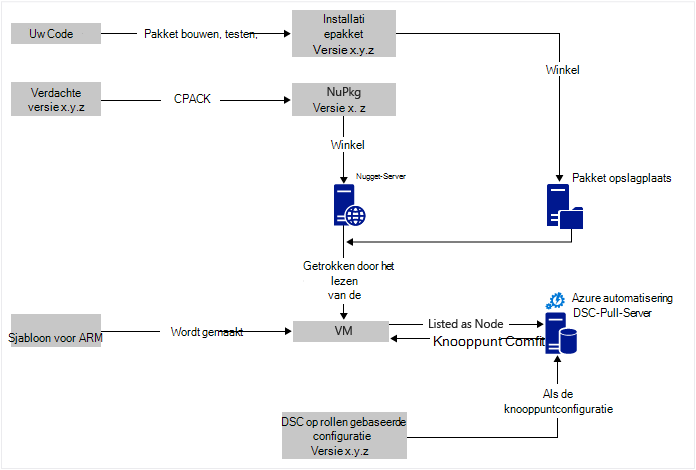 Uw Code
Pakket bouwen, testen,
Installati
epakket
Versie x.y.z
Winkel
Verdachte
versie x.y.z
CPACK
NuPkg
Versie x. z
Winkel
Nugget-Server
Pakket opslagplaats
Getrokken door het
lezen
van de
Azure automatisering
DSC-Pull-Server
Sjabloon voor ARM
Wordt gemaakt
VM
Listed as Node
Knooppunt Comfit
Als de
knooppuntconfiguratie
DSC op rollen gebaseerde
configuratie
Versie x.y.z